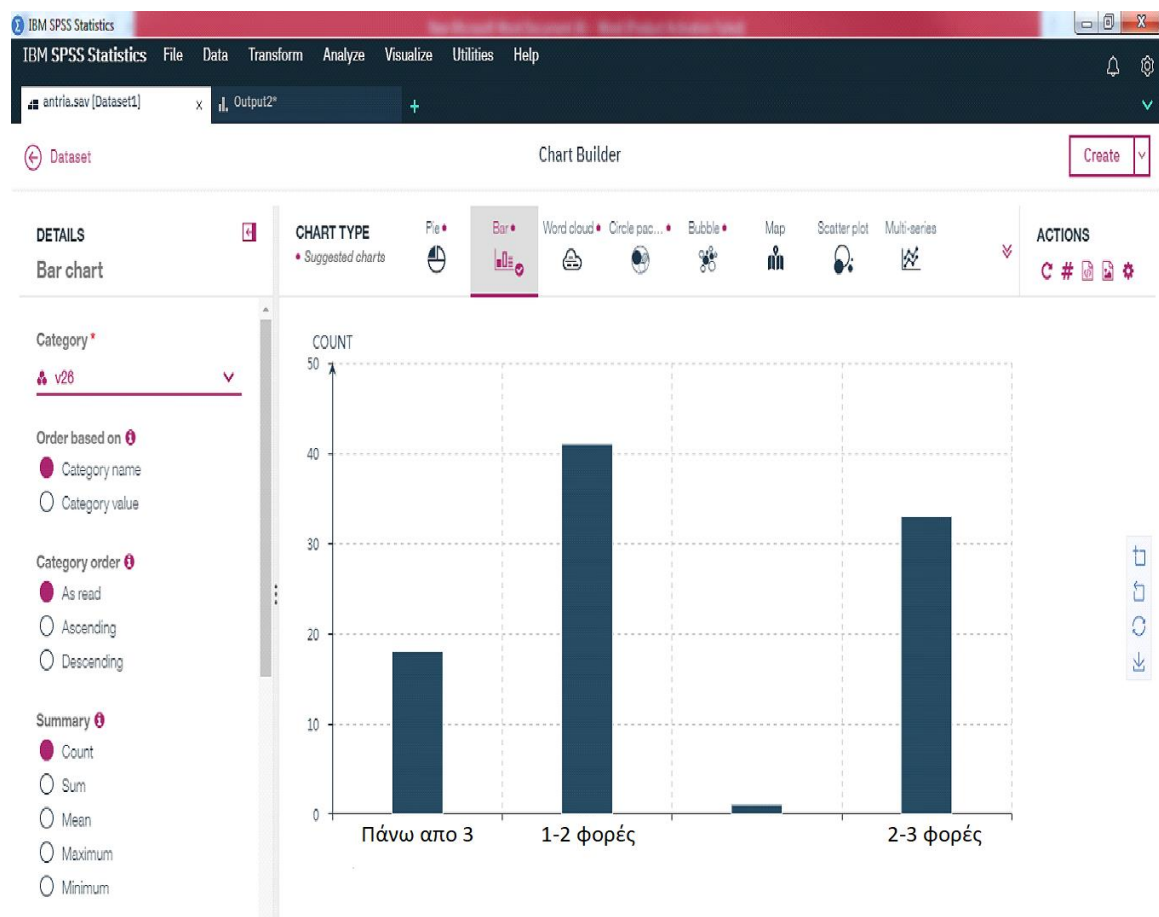 IBM SPSS Statistics
IBM SPSS Statistics File Data Transform Analyze Visualize Utilities Help
antria.sav [Dataset1] x Output2* +
Dataset
Chart Builder
Create
DETAILS
Bar chart
CHART TYPE
• Suggested charts
Pie • Bar • Word cloud • Circle pac... • Bubble • Map Scatter plot Multi-series
ACTIONS
Category *
v26
Order based on
Category name
Category value
Category order
As read
Ascending
Descending
Summary
Count
Sum
Mean
Maximum
Minimum
COUNT
50
40
30
20
10
0
Πάνω απο 3 1-2 φορές 2-3 φορές